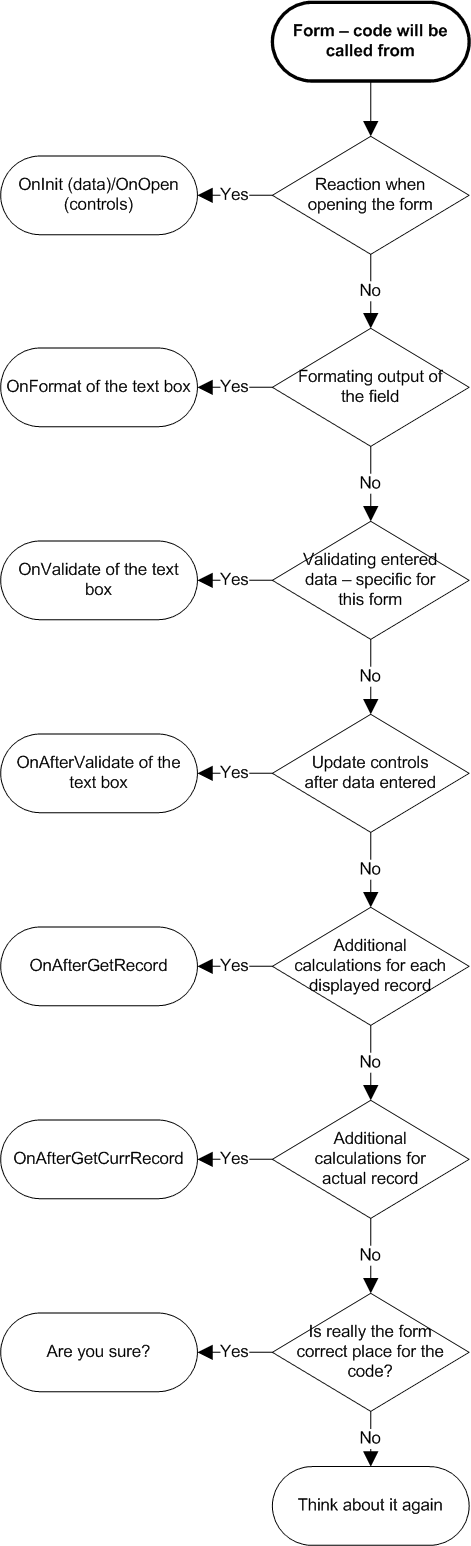 Form – code will be
called from
OnInit (data)/OnOpen
(controls)
Yes
Reaction when
opening the form
No
OnFormat of the text box
Yes
Formating output of
the field
No
OnValidate of the text
box
Yes
Validating entered
data – specific for
this form
No
OnAfterValidate of the
text box
Yes
Update controls
after data entered
No
OnAfterGetRecord
Yes
Additional
calculations for each
displayed record
No
OnAfterGetCurrRecord
Yes
Additional
calculations for
actual record
No
Are you sure?
Yes
Is really the form
correct place for the
code?
No
Think about it again